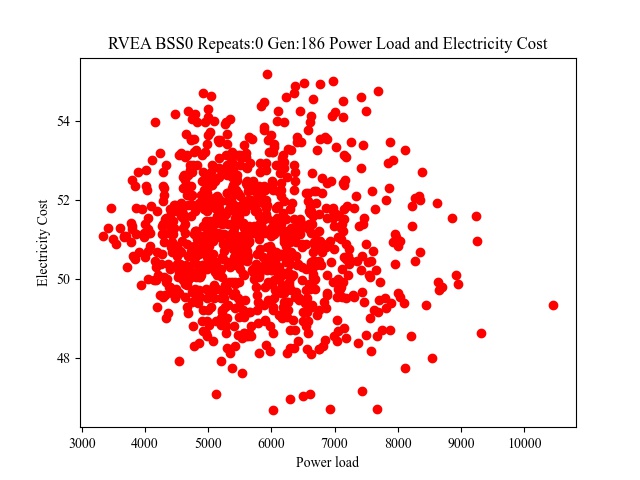 RVEA BSS0 Repeats:0 Gen:186 Power Load and Electricity Cost
54
52
50
48
Electricity Cost
3000 4000 5000 6000 7000 8000 9000 10000
Power load